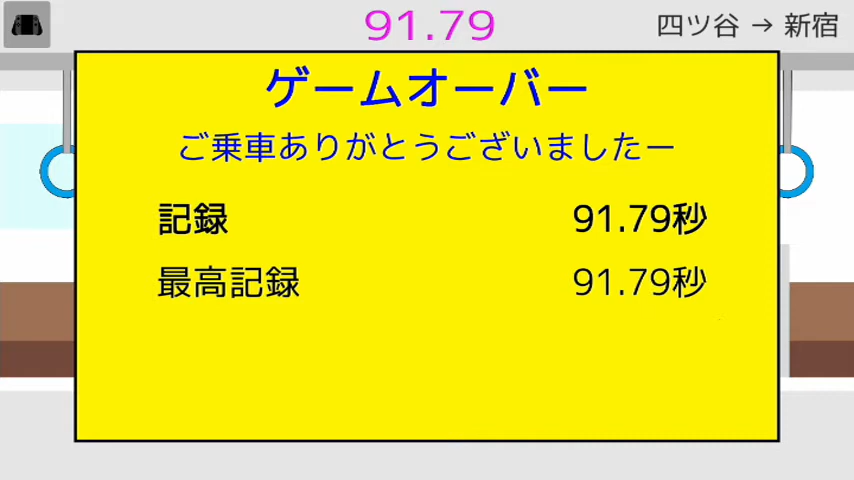 91.79
四ツ谷 → 新宿
ゲームオーバー
ご乗車ありがとうございましたー
記録 91.79秒
最高記録 91.79秒